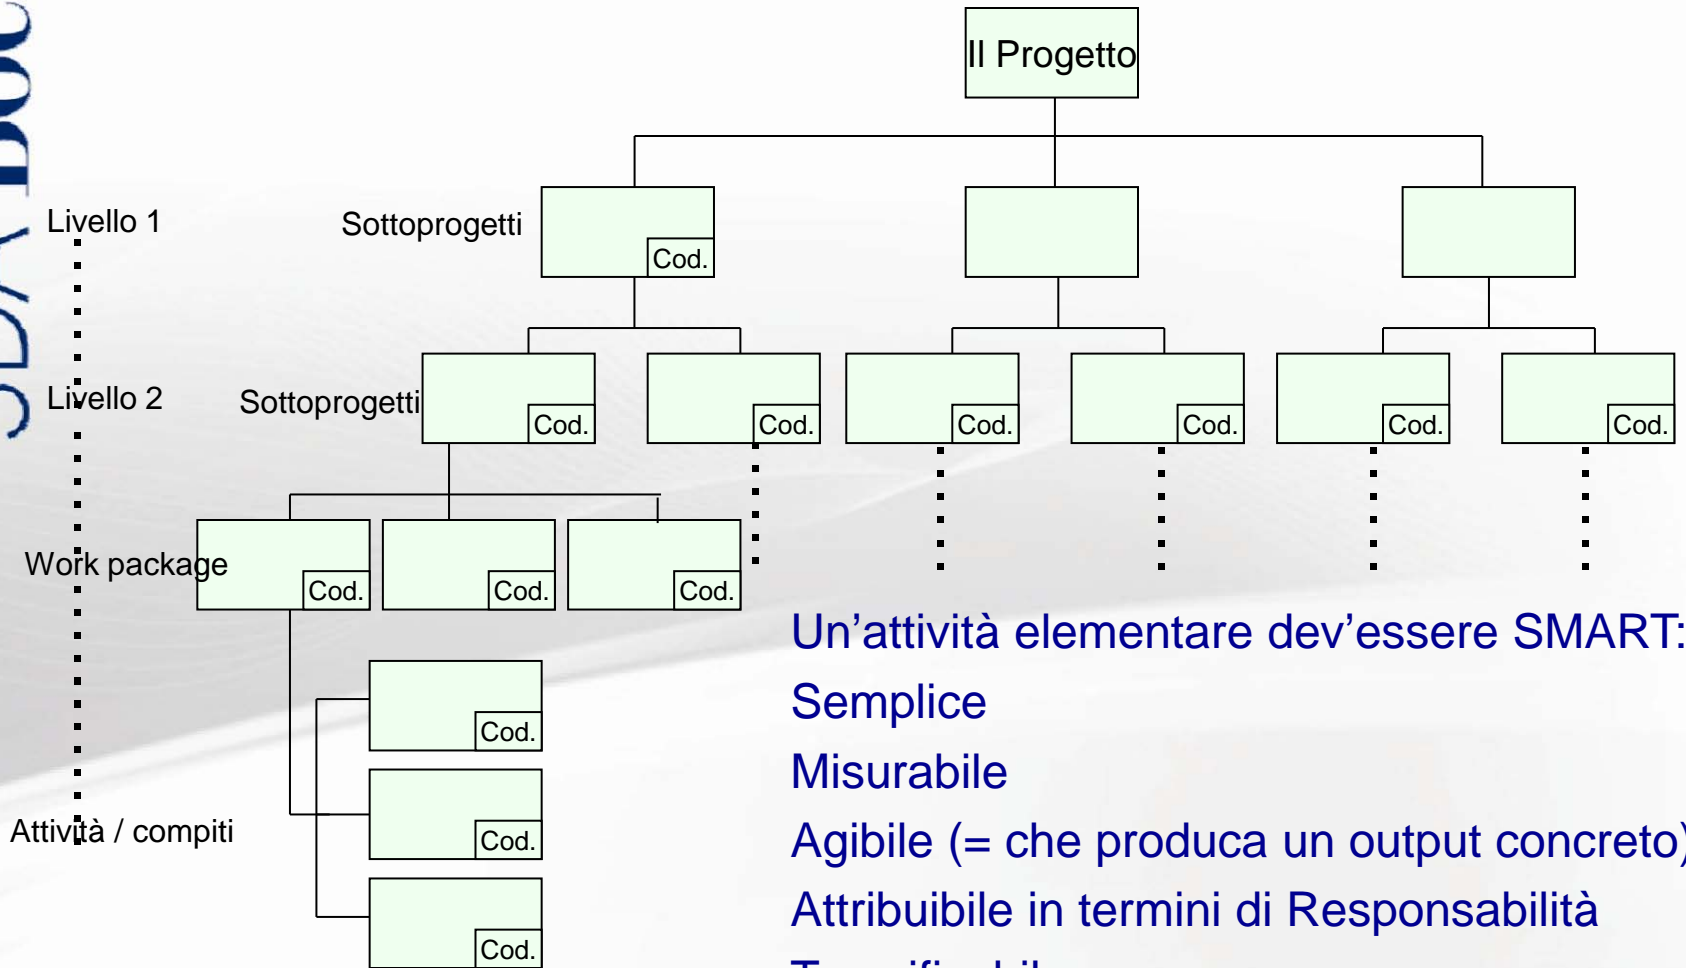 Il Progetto
Livello 1
Sottoprogetti
Cod.
Livello 2
Sottoprogetti
Cod.
Cod.
Cod.
Cod.
Cod.
Cod.
Work package
Cod.
Cod.
Cod.
Un'attività elementare dev'essere SMART:
Semplice
Cod.
Misurabile
Attività / compiti
Cod.
Agibile (= che produca un output concreto)
Attribuibile in termini di Responsabilità
Cod.